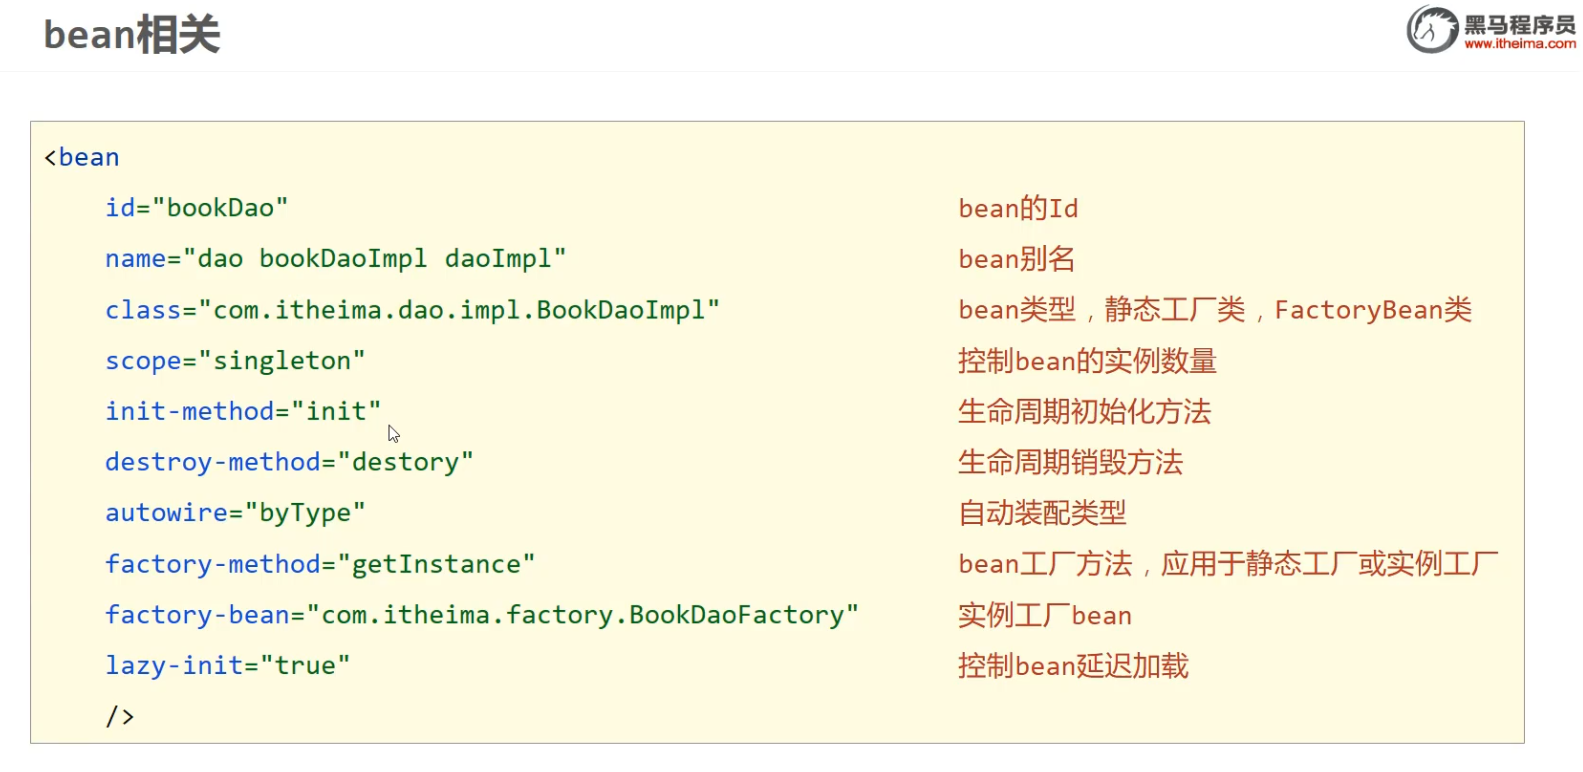 bean相关
黑马程序员
www.itheima.com
<bean
id="bookDao" bean的Id
name="dao bookDaoImpl daoImpl" bean别名
class="com.itheima.dao.impl.BookDaoImpl" bean类型，静态工厂类，FactoryBean类
scope="singleton" 控制bean的实例数量
init-method="init" 生命周期初始化方法
destroy-method="destory" 生命周期销毁方法
autowire="byType" 自动装配类型
factory-method="getInstance" bean工厂方法，应用于静态工厂或实例工厂
factory-bean="com.itheima.factory.BookDaoFactory" 实例工厂bean
lazy-init="true" 控制bean延迟加载
/>